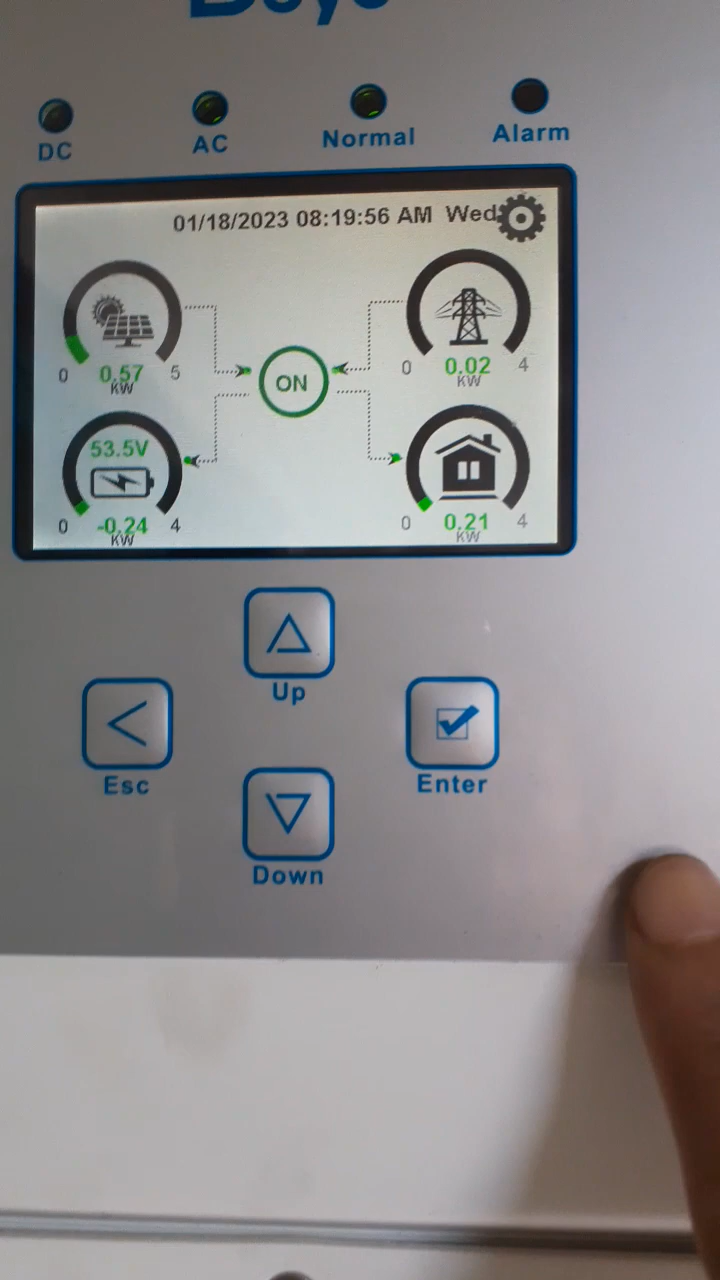 DC AC Normal Alarm
01/18/2023 08:19:56 AM Wed
0 0.57 5
KW
0 0.02 4
KW
ON
53.5V
0 -0.24 4
KW
0 0.21 4
KW
Up
Esc
Enter
Down